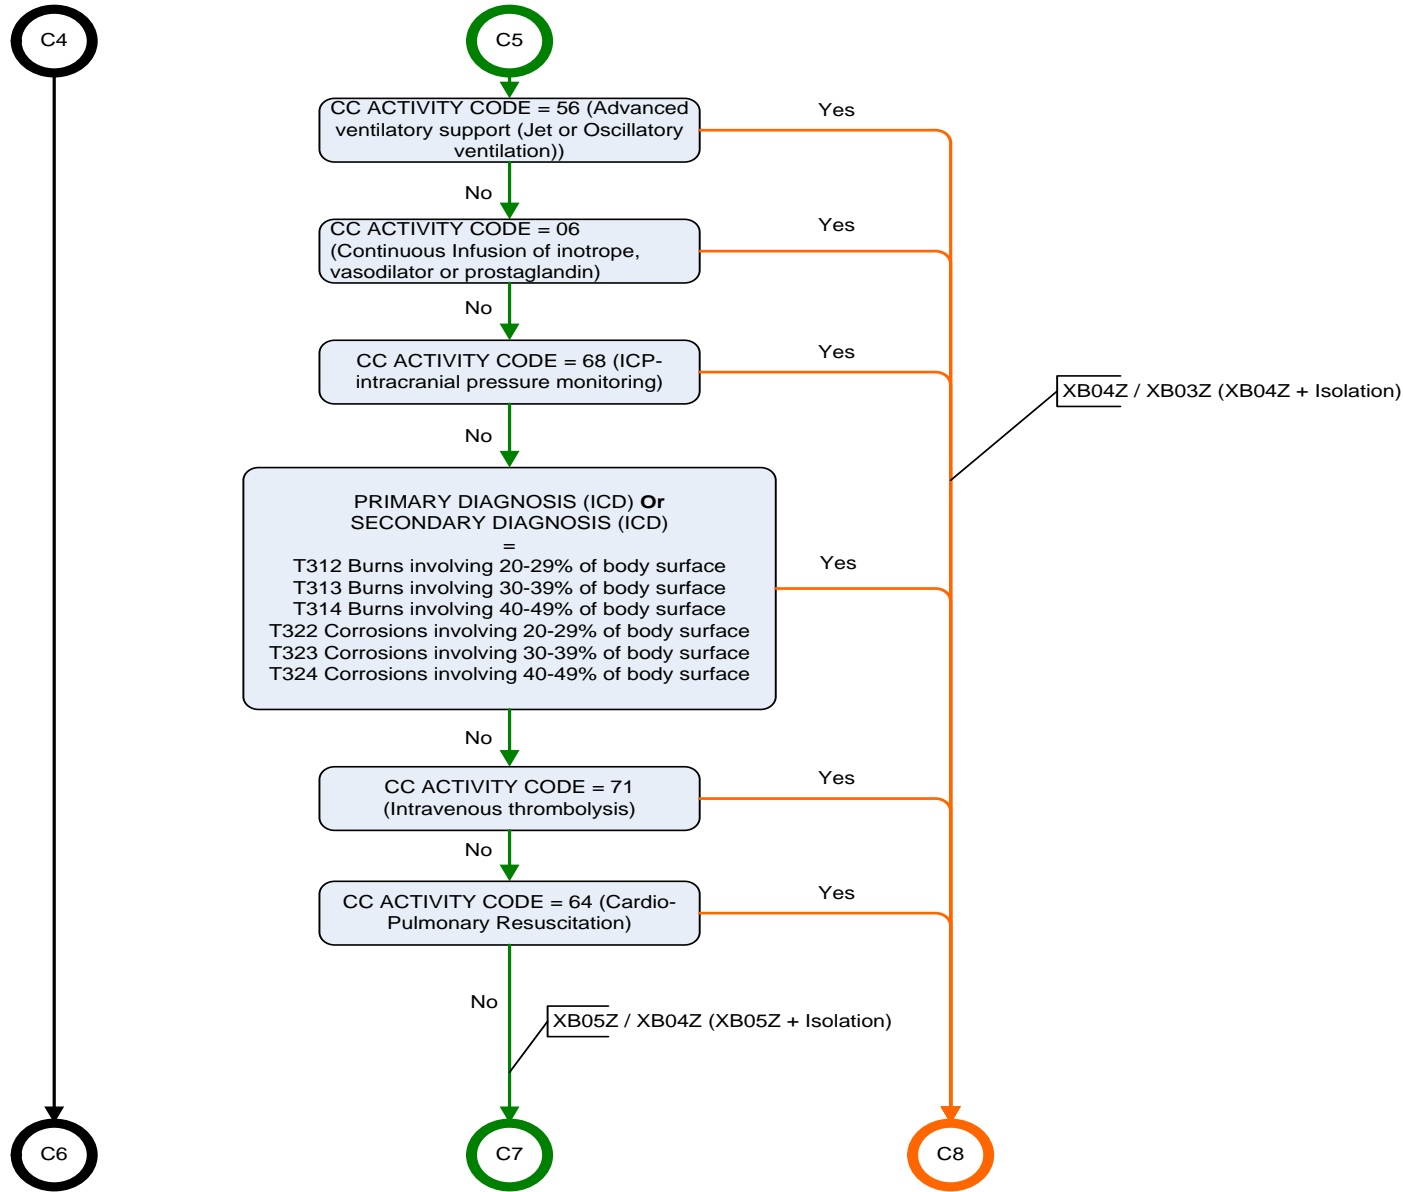 C4
C5
CC ACTIVITY CODE = 56 (Advanced
ventilatory support (Jet or Oscillatory
ventilation))
Yes
No
CC ACTIVITY CODE = 06
(Continuous Infusion of inotrope,
vasodilator or prostaglandin)
Yes
No
CC ACTIVITY CODE = 68 (ICP-
intracranial pressure monitoring)
Yes
XB04Z / XB03Z (XB04Z + Isolation)
No
PRIMARY DIAGNOSIS (ICD) Or
SECONDARY DIAGNOSIS (ICD)
=
T312 Burns involving 20-29% of body surface
T313 Burns involving 30-39% of body surface
T314 Burns involving 40-49% of body surface
T322 Corrosions involving 20-29% of body surface
T323 Corrosions involving 30-39% of body surface
T324 Corrosions involving 40-49% of body surface
Yes
No
CC ACTIVITY CODE = 71
(Intravenous thrombolysis)
Yes
No
CC ACTIVITY CODE = 64 (Cardio-
Pulmonary Resuscitation)
Yes
No
XB05Z / XB04Z (XB05Z + Isolation)
C6
C7
C8